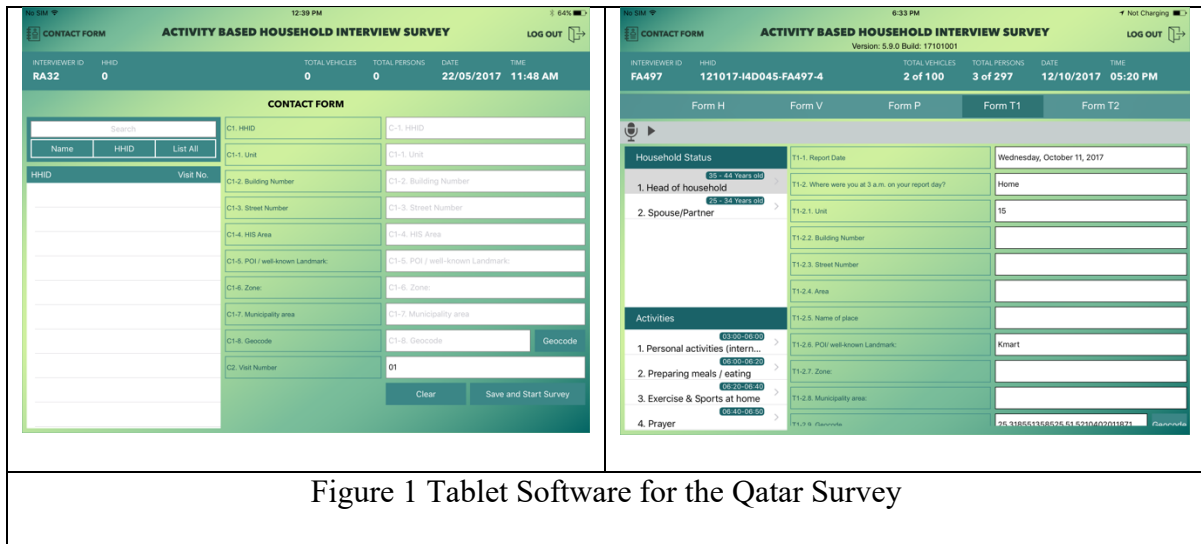 No SIM
12:39 PM
64%
CONTACT FORM
ACTIVITY BASED HOUSEHOLD INTERVIEW SURVEY
LOG OUT
INTERVIEWER ID
HHID
TOTAL VEHICLES
TOTAL PERSONS
DATE
TIME
RA32
0
0
0
22/05/2017
11:48 AM
CONTACT FORM
Search
Name
HHID
List All
HHID
Visit No.
C1. HHID
C-1. HHID
C1-1. Unit
C1-1. Unit
C1-2. Building Number
C1-2. Building Number
C1-3. Street Number
C1-3. Street Number
C1-4. HIS Area
C1-4. HIS Area
C1-5. POI / well-known Landmark:
C1-5. POI / well-known Landmark:
C1-6. Zone:
C1-6. Zone:
C1-7. Municipality area
C1-7. Municipality area
C1-8. Geocode
C1-8. Geocode
Geocode
C2. Visit Number
01
Clear
Save and Start Survey
No SIM
6:33 PM
Not Charging
CONTACT FORM
ACTIVITY BASED HOUSEHOLD INTERVIEW SURVEY
Version: 5.9.0 Build: 17101001
LOG OUT
INTERVIEWER ID
HHID
TOTAL VEHICLES
TOTAL PERSONS
DATE
TIME
FA497
121017-I4D045-FA497-4
2 of 100
3 of 297
12/10/2017
05:20 PM
Form H
Form V
Form P
Form T1
Form T2
Household Status
35 - 44 Years old
1. Head of household
25 - 34 Years old
2. Spouse/Partner
Activities
03:00-06:00
1. Personal activities (intern...
06:00-06:20
2. Preparing meals / eating
06:20-06:40
3. Exercise & Sports at home
06:40-06:50
4. Prayer
T1-1. Report Date
Wednesday, October 11, 2017
T1-2. Where were you at 3 a.m. on your report day?
Home
T1-2.1. Unit
15
T1-2.2. Building Number
T1-2.3. Street Number
T1-2.4. Area
T1-2.5. Name of place
T1-2.6. POI/ well-known Landmark:
Kmart
T1-2.7. Zone:
T1-2.8. Municipality area:
T1-2.9. Geocode
Geocode
Figure 1 Tablet Software for the Qatar Survey